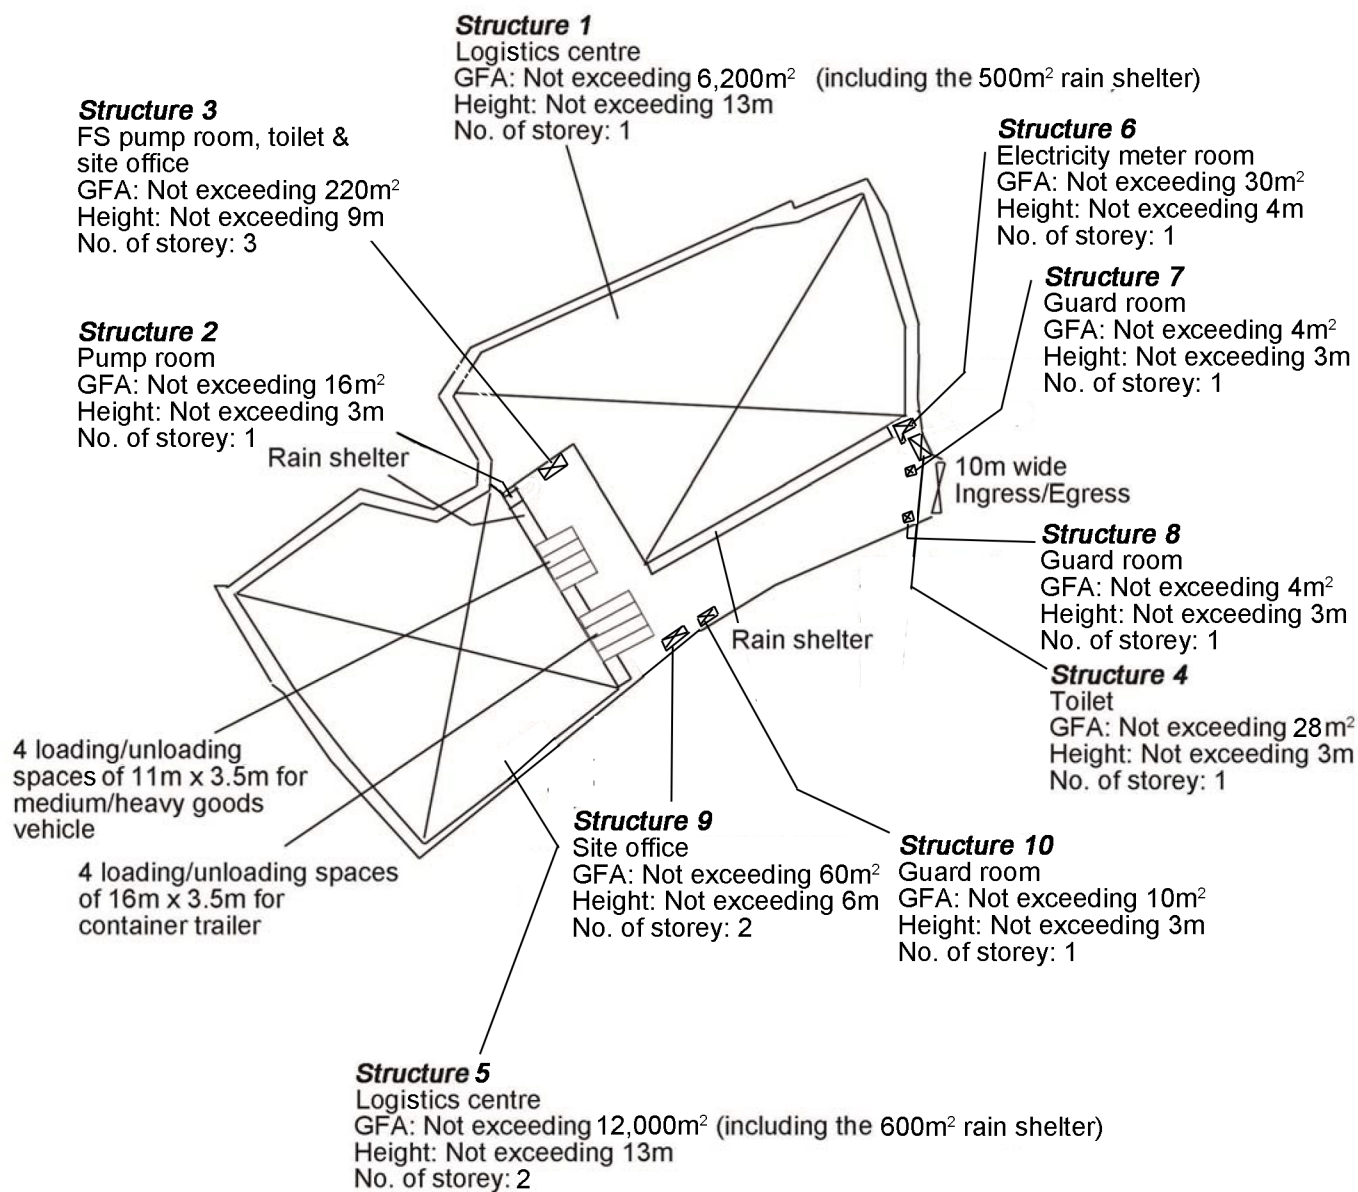 Structure 1
Logistics centre
GFA: Not exceeding 6,200m² (including the 500m² rain shelter)
Height: Not exceeding 13m
No. of storey: 1
Structure 3
FS pump room, toilet &
site office
GFA: Not exceeding 220m²
Height: Not exceeding 9m
No. of storey: 3
Structure 6
Electricity meter room
GFA: Not exceeding 30m²
Height: Not exceeding 4m
No. of storey: 1
Structure 7
Guard room
GFA: Not exceeding 4m²
Height: Not exceeding 3m
No. of storey: 1
Structure 2
Pump room
GFA: Not exceeding 16m²
Height: Not exceeding 3m
No. of storey: 1
Rain shelter
10m wide
Ingress/Egress
Structure 8
Guard room
GFA: Not exceeding 4m²
Height: Not exceeding 3m
No. of storey: 1
Rain shelter
Structure 4
Toilet
GFA: Not exceeding 28m²
Height: Not exceeding 3m
No. of storey: 1
4 loading/unloading
spaces of 11m x 3.5m for
medium/heavy goods
vehicle
4 loading/unloading spaces
of 16m x 3.5m for
container trailer
Structure 9
Site office
GFA: Not exceeding 60m²
Height: Not exceeding 6m
No. of storey: 2
Structure 10
Guard room
GFA: Not exceeding 10m²
Height: Not exceeding 3m
No. of storey: 1
Structure 5
Logistics centre
GFA: Not exceeding 12,000m² (including the 600m² rain shelter)
Height: Not exceeding 13m
No. of storey: 2